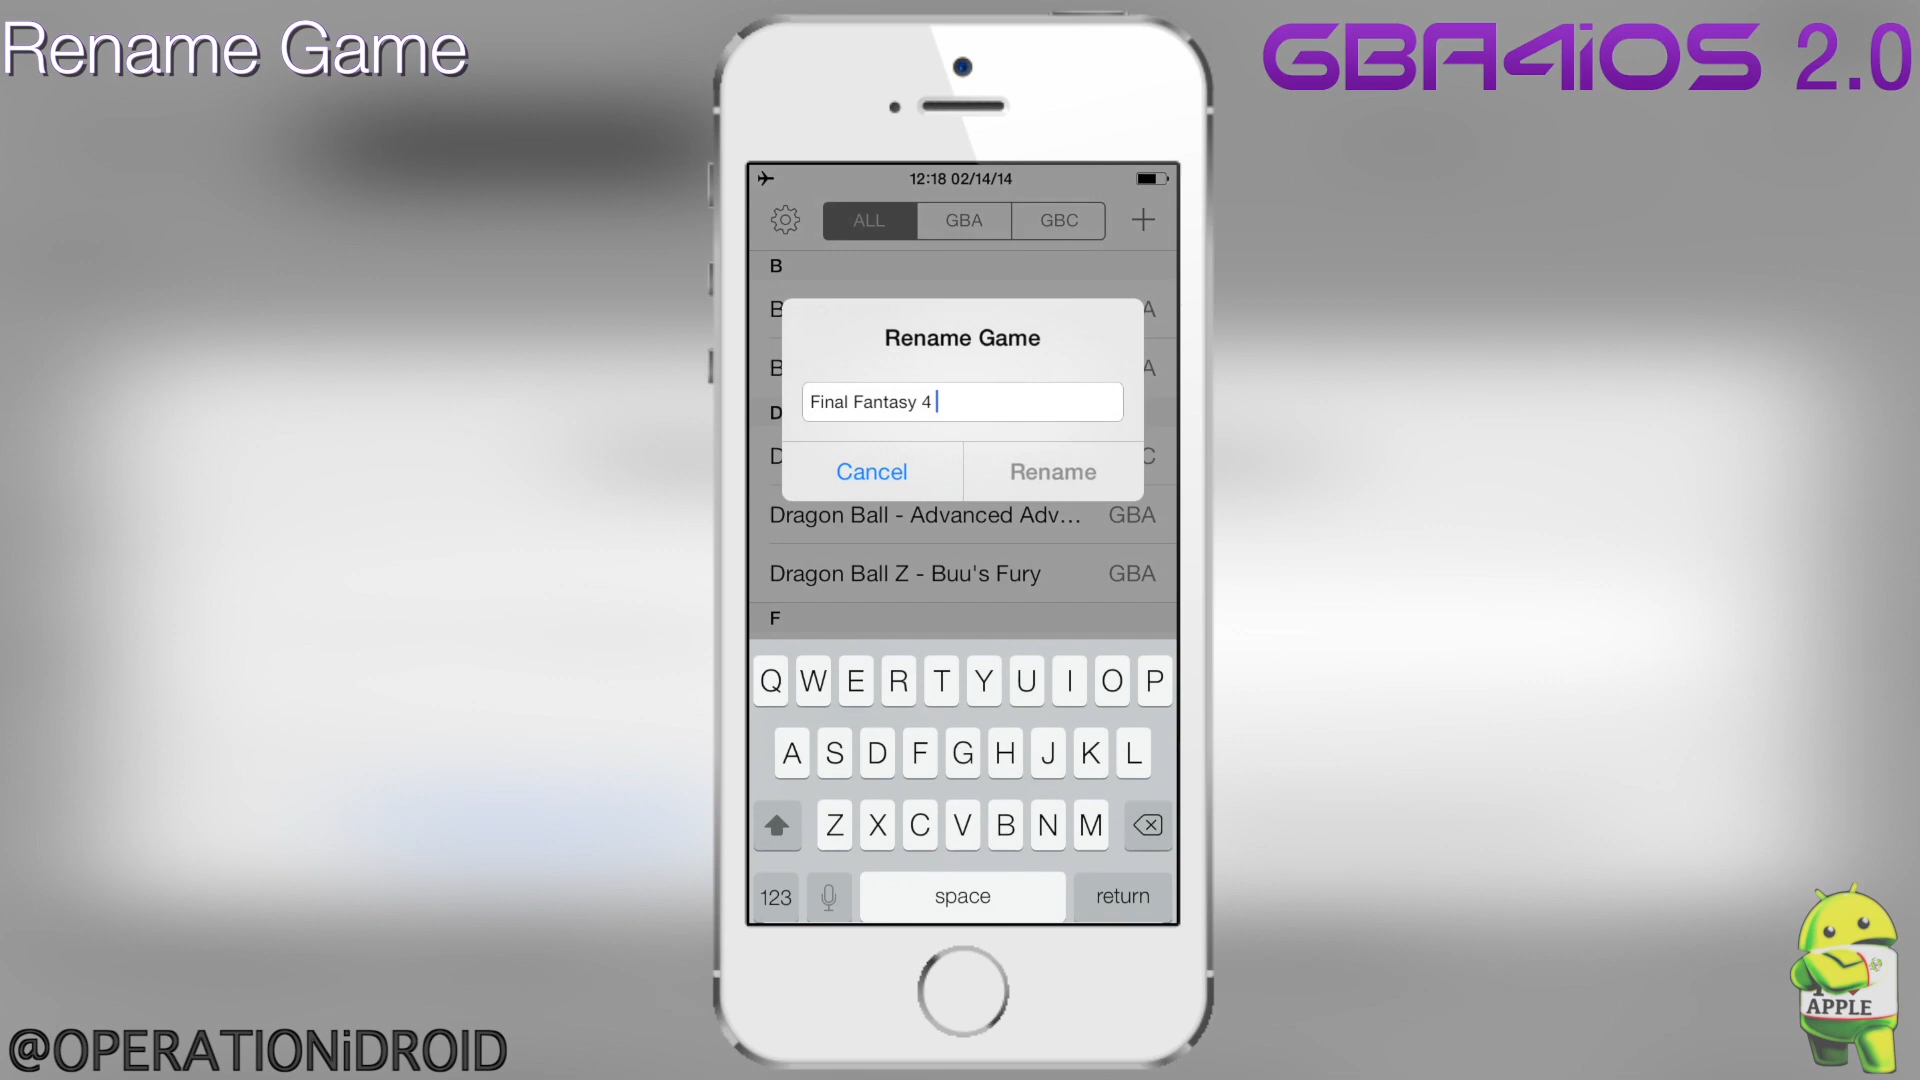 Rename Game
GBA4iOS 2.0
12:18 02/14/14
ALL
GBA
GBC
B
B
A
Rename Game
B
A
D
Final Fantasy 4
D
C
Cancel
Rename
Dragon Ball - Advanced Adv...
GBA
Dragon Ball Z - Buu's Fury
GBA
F
Q W E R T Y U I O P
A S D F G H J K L
Z X C V B N M
123
space
return
APPLE
@OPERATIONiDROID